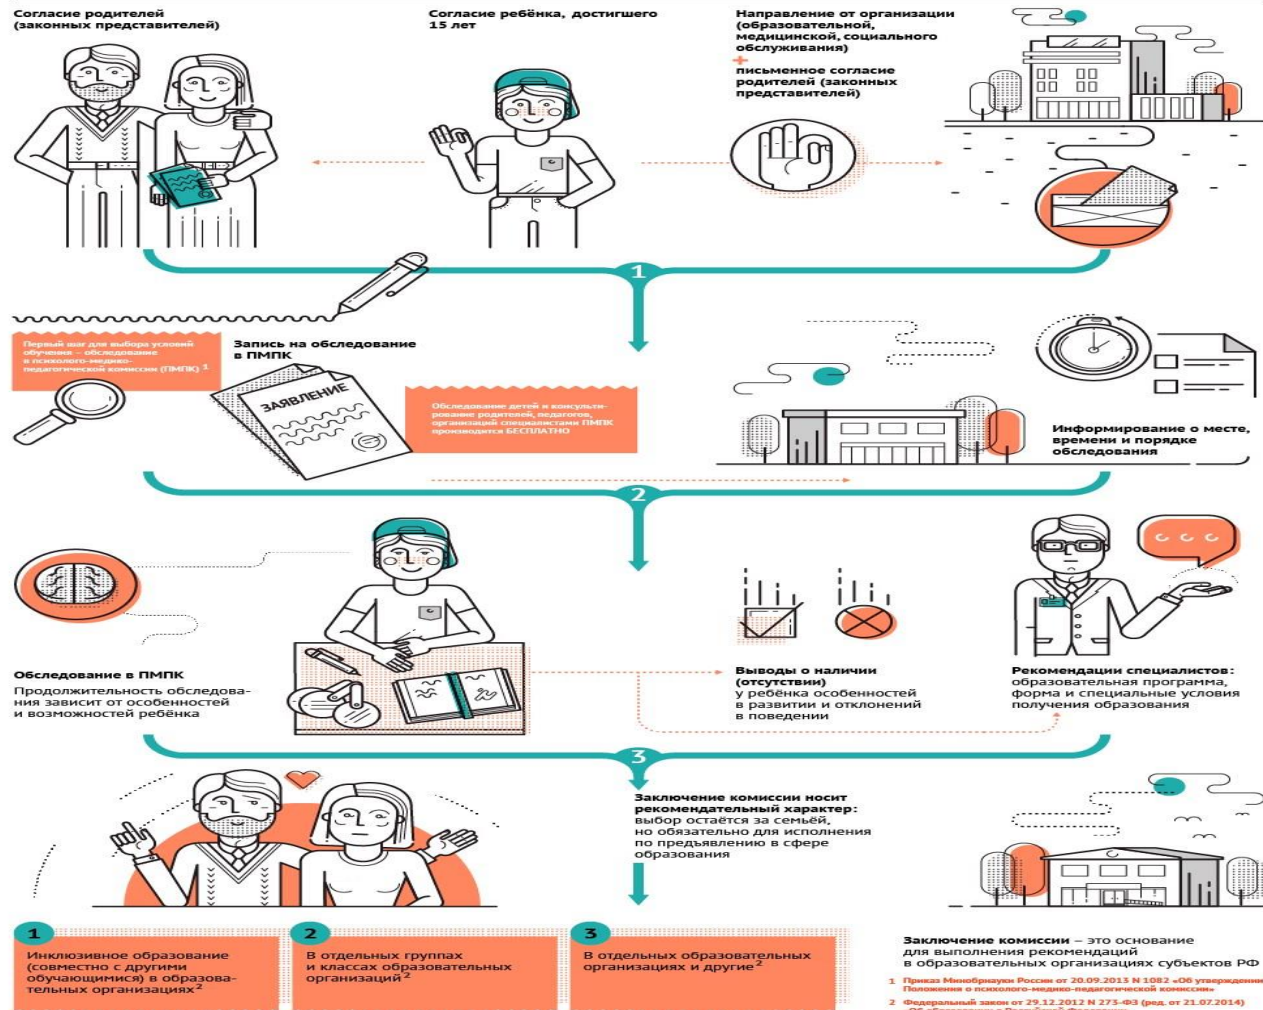 Согласие родителей
(законных представителей)
Согласие ребёнка, достигшего
15 лет
Направление от организации
(образовательной,
медицинской, социального
обслуживания)
+
письменное согласие
родителей (законных
представителей)
1
Первый шаг для выбора условий
обучения – обследование
в психолого-медико-
педагогической комиссии (ПМПК) 1
Запись на обследование
в ПМПК
ЗАЯВЛЕНИЕ
Обследование детей и консульти-
рование родителей, педагогов,
организаций специалистами ПМПК
производится БЕСПЛАТНО
Информирование о месте,
времени и порядке
обследования
2
Обследование в ПМПК
Продолжительность обследова-
ния зависит от особенностей
и возможностей ребёнка
Выводы о наличии
(отсутствии)
у ребёнка особенностей
в развитии и отклонений
в поведении
Рекомендации специалистов:
образовательная программа,
форма и специальные условия
получения образования
3
Заключение комиссии носит
рекомендательный характер:
выбор остаётся за семьёй,
но обязательно для исполнения
по предъявлению в сфере
образования
1
Инклюзивное образование
(совместно с другими
обучающимися) в образова-
тельных организациях2
2
В отдельных группах
и классах образовательных
организаций2
3
В отдельных образовательных
организациях и другие2
Заключение комиссии – это основание
для выполнения рекомендаций
в образовательных организациях субъектов РФ
1 Приказ Минобрнауки России от 20.09.2013 N 1082 «Об утверждении
Положения о психолого-медико-педагогической комиссии»
2 Федеральный закон от 29.12.2012 N 273-ФЗ (ред. от 21.07.2014)